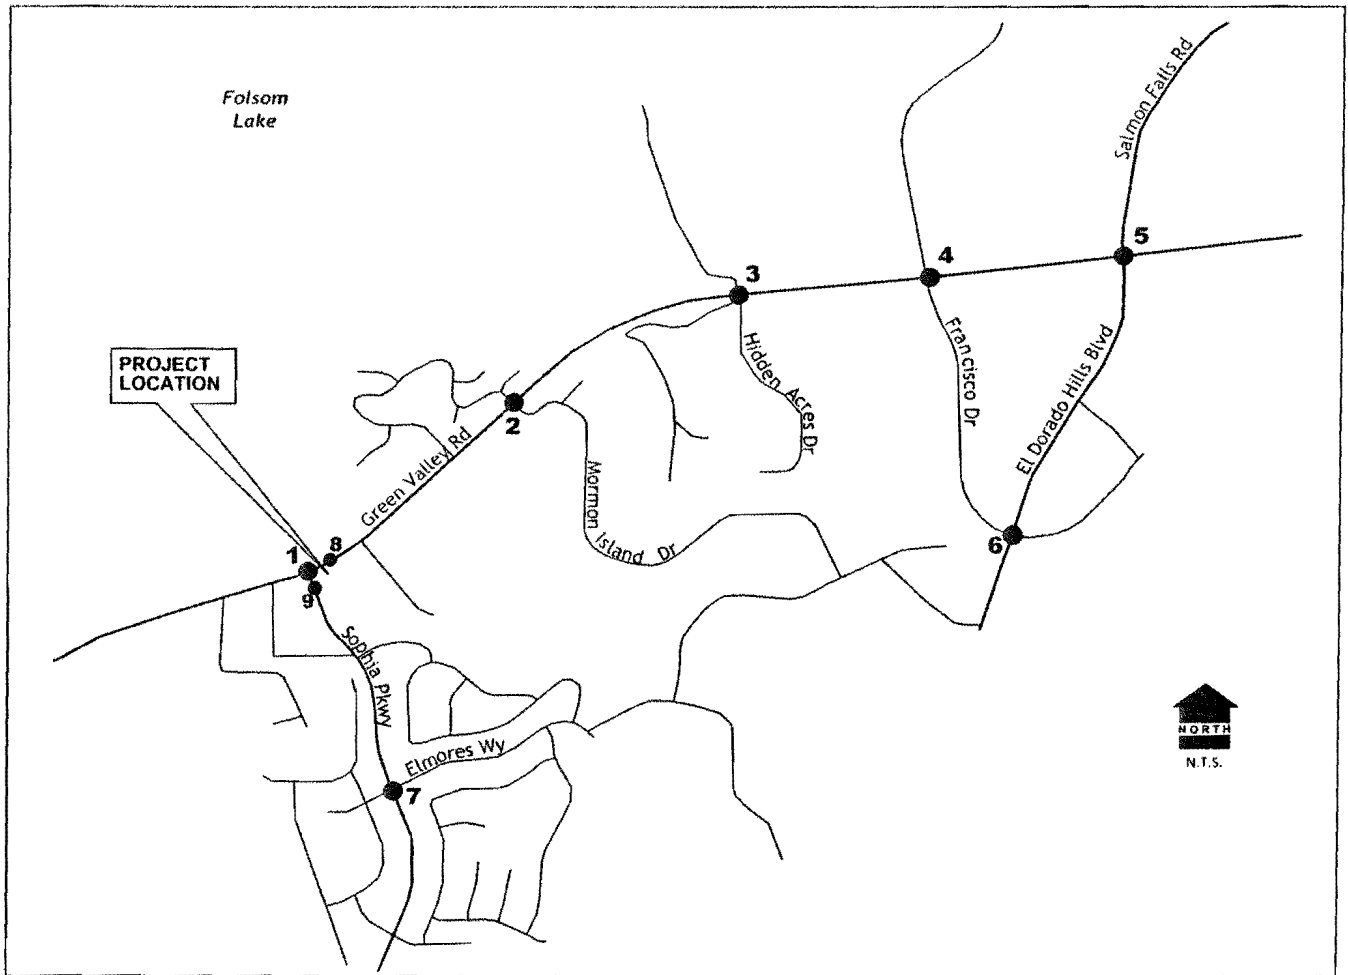 Folsom
Lake
Salmon Falls Rd
5
4
3
Hidden Acres Dr
Francisco Dr
El Dorado Hills Blvd
PROJECT
LOCATION
2
Green Valley Rd
Mormon Island Dr
6
8
1
9
Sophia Pkwy
Elmores Wy
7
NORTH
N.T.S.